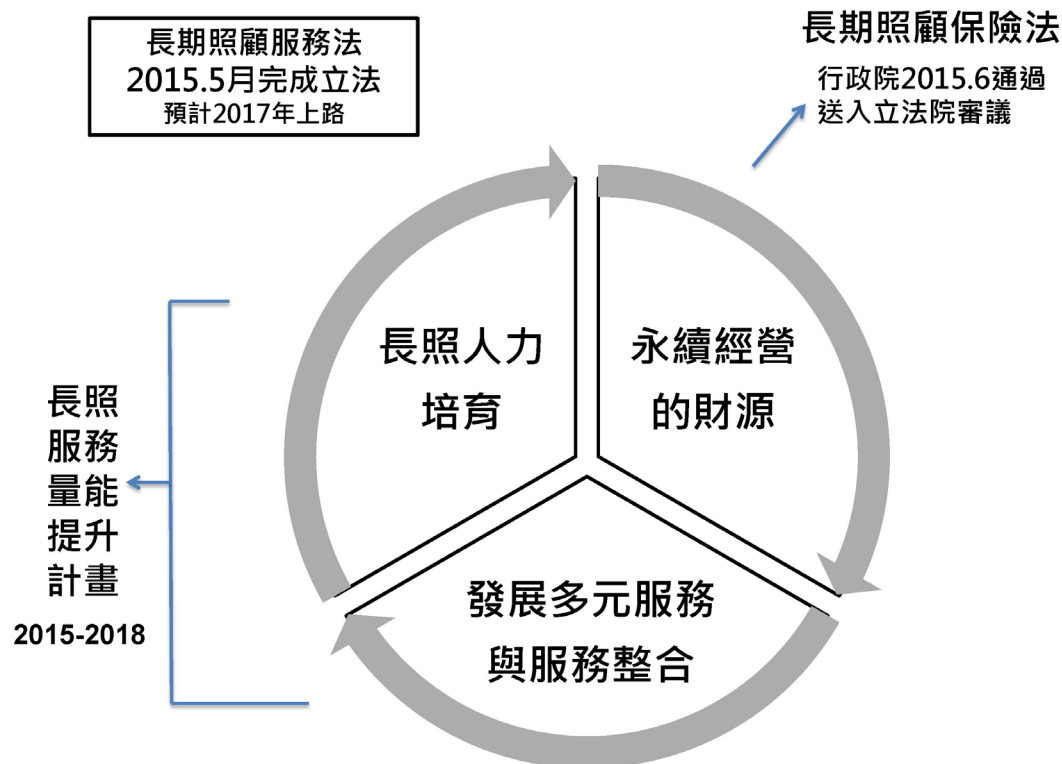 長期照顧服務法
2015.5月完成立法
預計2017年上路
長期照顧保險法
行政院2015.6通過
送入立法院審議
長照人力
培育
永續經營
的財源
發展多元服務
與服務整合
長照
服務
量能
提升
計畫
2015-2018